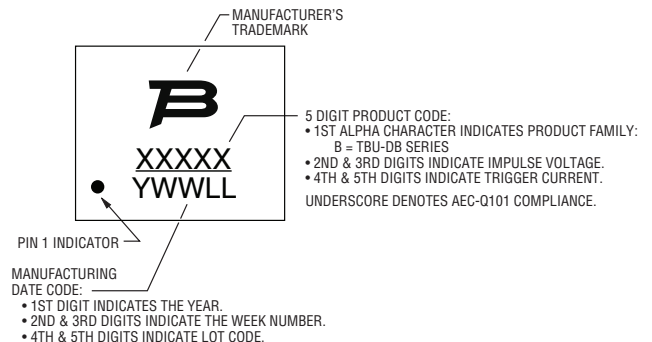 MANUFACTURER'S
TRADEMARK
5 DIGIT PRODUCT CODE:
• 1ST ALPHA CHARACTER INDICATES PRODUCT FAMILY:
B = TBU-DB SERIES
• 2ND & 3RD DIGITS INDICATE IMPULSE VOLTAGE.
• 4TH & 5TH DIGITS INDICATE TRIGGER CURRENT.
UNDERSCORE DENOTES AEC-Q101 COMPLIANCE.
XXXXX
YWWLL
PIN 1 INDICATOR
MANUFACTURING
DATE CODE:
• 1ST DIGIT INDICATES THE YEAR.
• 2ND & 3RD DIGITS INDICATE THE WEEK NUMBER.
• 4TH & 5TH DIGITS INDICATE LOT CODE.